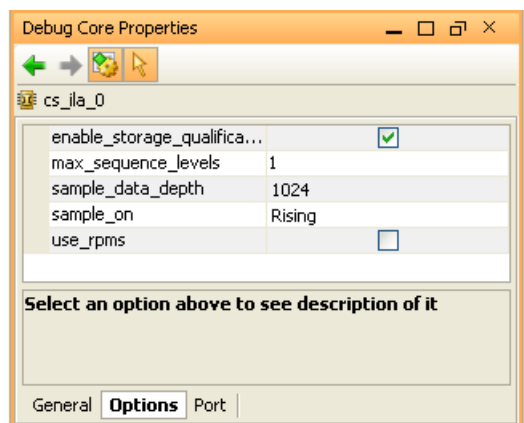 Debug Core Properties
cs_ila_0
enable_storage_qualifica...
max_sequence_levels 1
sample_data_depth 1024
sample_on Rising
use_rpms
Select an option above to see description of it
General Options Port